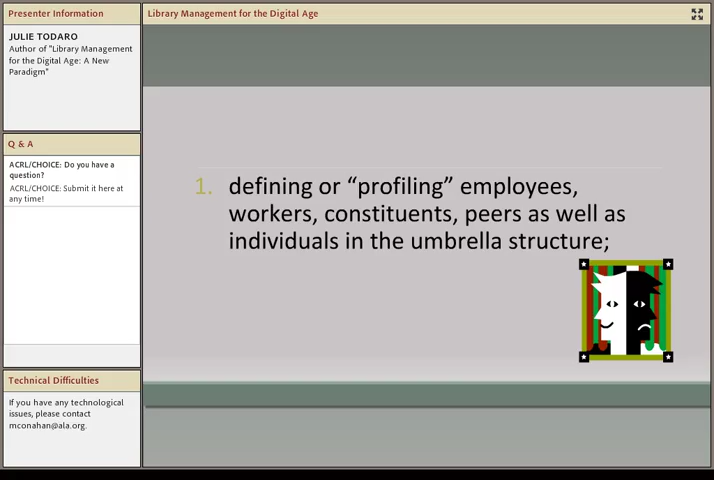 Presenter Information
JULIE TODARO
Author of "Library Management
for the Digital Age: A New
Paradigm"
Q & A
ACRL/CHOICE: Do you have a
question?
ACRL/CHOICE: Submit it here at
any time!
Technical Difficulties
If you have any technological
issues, please contact
mconahan@ala.org.
Library Management for the Digital Age
1. defining or “profiling” employees,
workers, constituents, peers as well as
individuals in the umbrella structure;